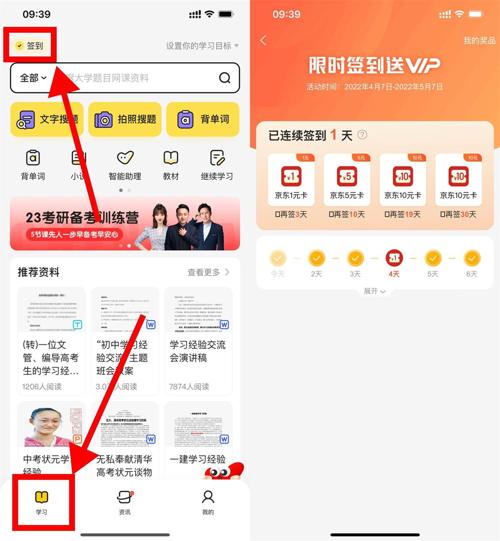 09:39
签到
设置你的学习目标
全部
大学题目网课资料
文字搜题
拍照搜题
背单词
背单词
小
智能助理
教材
继续学习
23考研备考训练营
5节课先人一步早备考早安心
推荐资料
查看更多
(转)一位文管、编导高考生的学习经...
1206人阅读
“初中学习经验交流”主题班会教案
3.0
人阅读
学习经验交流会演讲稿
7874人阅读
中考状元学
经验
无私奉献清华高考状元谈物
一建学习经验
学习
资讯
我的
09:39
我的奖品
限时签到送VIP
活动时间：2022年4月7日-2022年5月7日
已连续签到 1 天
1元
5元
10元
10元
¥1
¥5
¥10
¥10
京东1元卡
京东5元卡
京东10元卡
京东10元卡
再签3天
再签10天
再签19天
再签30天
今天
2天
3天
4天
5天
6天
展开